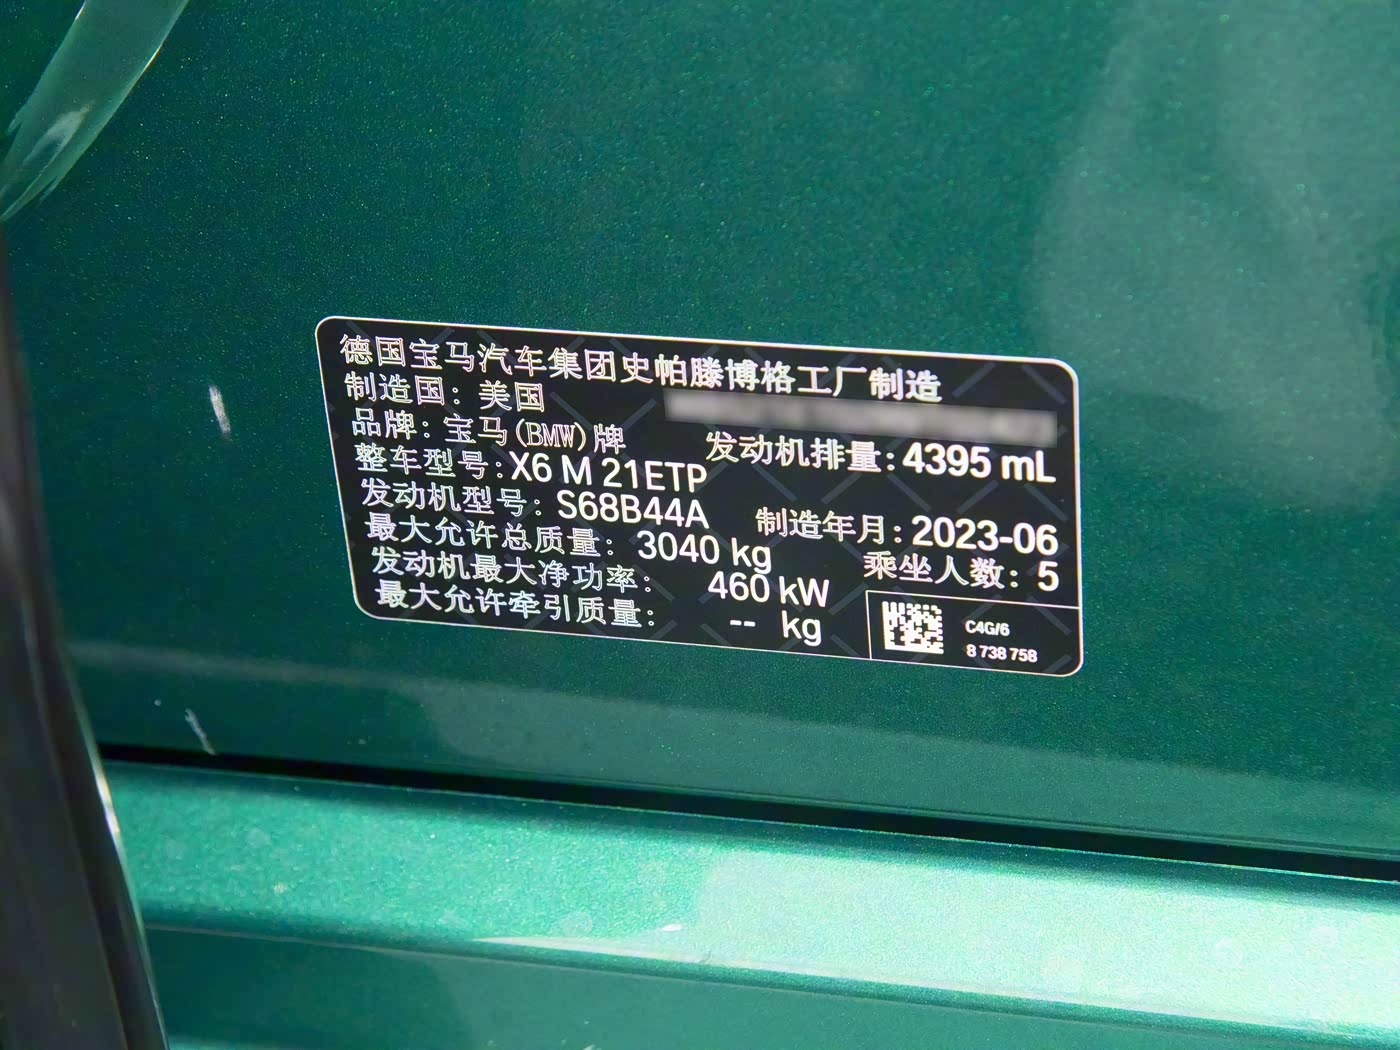 德国宝马汽车集团史帕滕博格工厂制造
制造国：美国
品牌：宝马(BMW)牌
发动机排量：4395 mL
整车型号：X6 M 21ETP
发动机型号：S68B44A
制造年月：2023-06
最大允许总质量：3040 kg
乘坐人数：5
发动机最大净功率：460 kW
最大允许牵引质量：-- kg
C4G/6
8 738 758